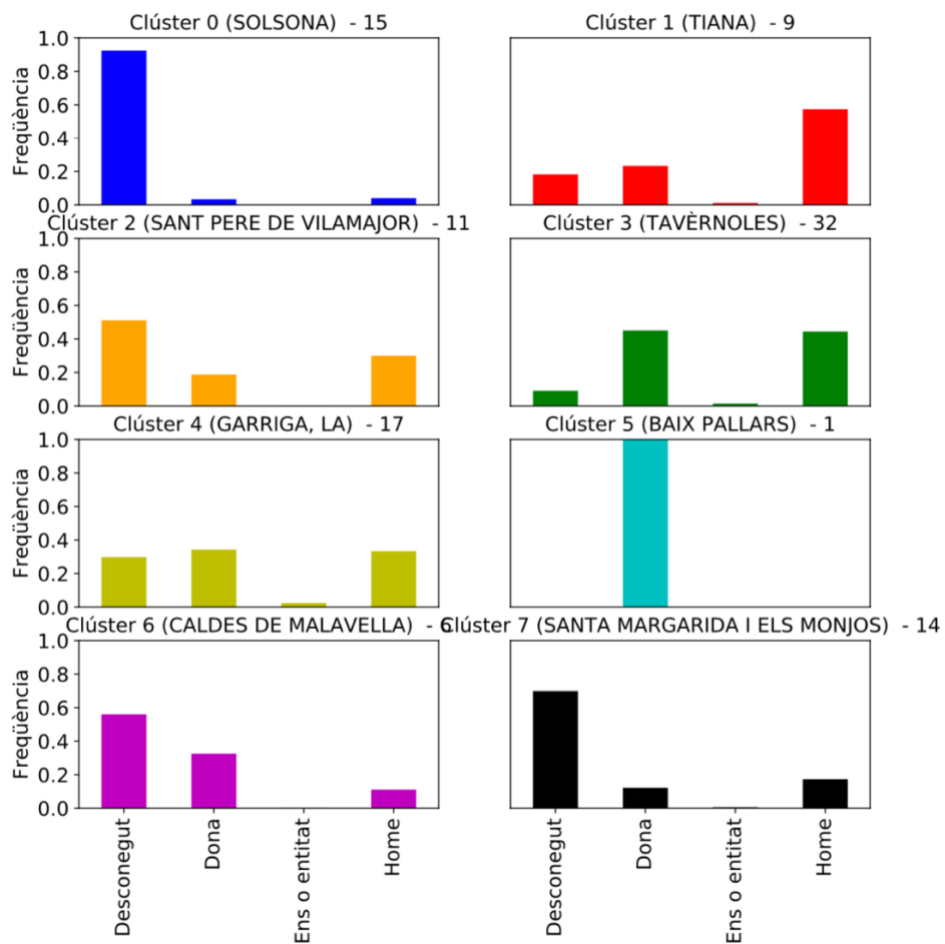 Clúster 0 (SOLSONA) - 15
Clúster 1 (TIANA) - 9
1.0
0.8
0.6
0.4
0.2
0.0
Freqüència
Clúster 2 (SANT PERE DE VILAMAJOR) - 11
Clúster 3 (TAVÈRNOLES) - 32
1.0
0.8
0.6
0.4
0.2
0.0
Freqüència
Clúster 4 (GARRIGA, LA) - 17
Clúster 5 (BAIX PALLARS) - 1
1.0
0.8
0.6
0.4
0.2
0.0
Freqüència
Clúster 6 (CALDES DE MALAVELLA) - 6
Clúster 7 (SANTA MARGARIDA I ELS MONJOS) - 14
1.0
0.8
0.6
0.4
0.2
0.0
Freqüència
Desconegut
Dona
Ens o entitat
Home
Desconegut
Dona
Ens o entitat
Home